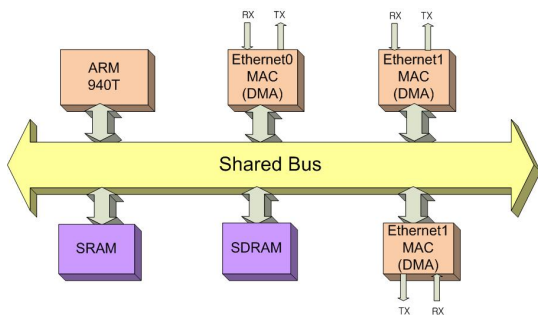 RX TX
RX TX
ARM
940T
Ethernet0
MAC
(DMA)
Ethernet1
MAC
(DMA)
Shared Bus
SRAM
SDRAM
Ethernet1
MAC
(DMA)
TX RX